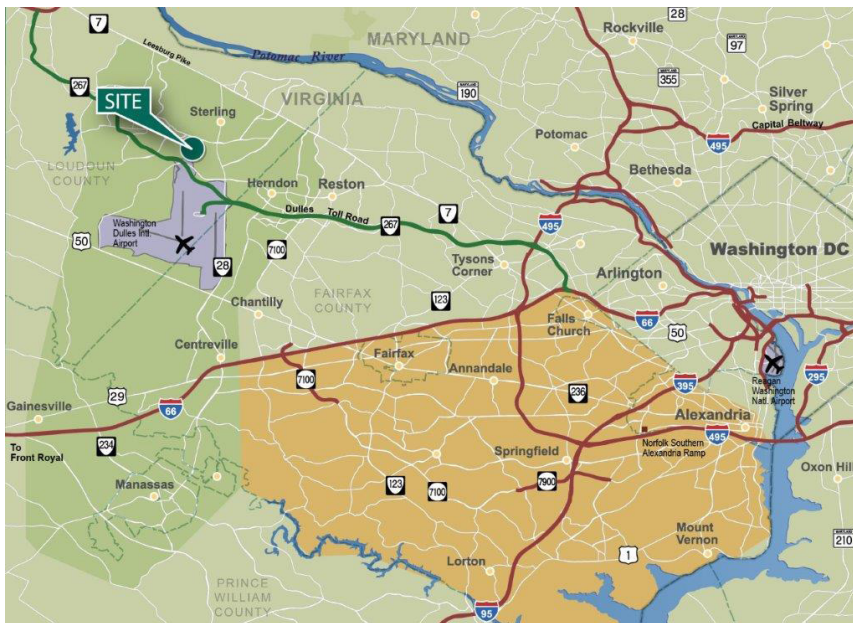 7
Leesburg Pike
Potomac River
MARYLAND
28
Rockville
MARYLAND
97
MARYLAND
355
267
SITE
Sterling
VIRGINIA
MARYLAND
190
Silver
Spring
Capital Beltway
495
Potomac
Bethesda
LOUDOUN
COUNTY
Herndon
Reston
Dulles
Toll Road
267
7
495
Washington
Dulles Intl.
Airport
50
28
7100
Tysons
Corner
Washington DC
Arlington
Chantilly
FAIRFAX
COUNTY
123
Falls
Church
66
50
Centreville
Fairfax
Annandale
7100
236
395
Reagan
Washington
Natl. Airport
295
29
66
Gainesville
Alexandria
495
Norfolk Southern
Alexandria Ramp
To
Front Royal
234
Springfield
Oxon Hill
Manassas
123
7100
7900
MARYLAND
210
Mount
Vernon
1
Lorton
PRINCE
WILLIAM
COUNTY
95